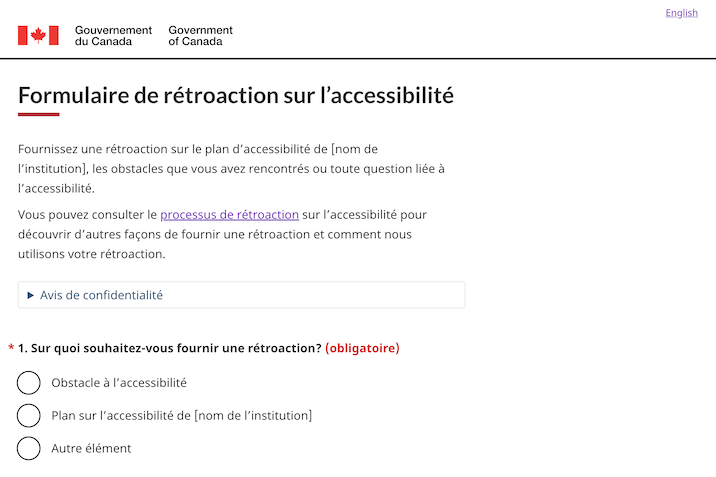 English
Gouvernement
du Canada
Government
of Canada
Formulaire de rétroaction sur l’accessibilité
Fournissez une rétroaction sur le plan d’accessibilité de [nom de
l’institution], les obstacles que vous avez rencontrés ou toute question liée à
l’accessibilité.
Vous pouvez consulter le processus de rétroaction sur l’accessibilité pour
découvrir d’autres façons de fournir une rétroaction et comment nous
utilisons votre rétroaction.
Avis de confidentialité
* 1. Sur quoi souhaitez-vous fournir une rétroaction? (obligatoire)
Obstacle à l’accessibilité
Plan sur l’accessibilité de [nom de l’institution]
Autre élément